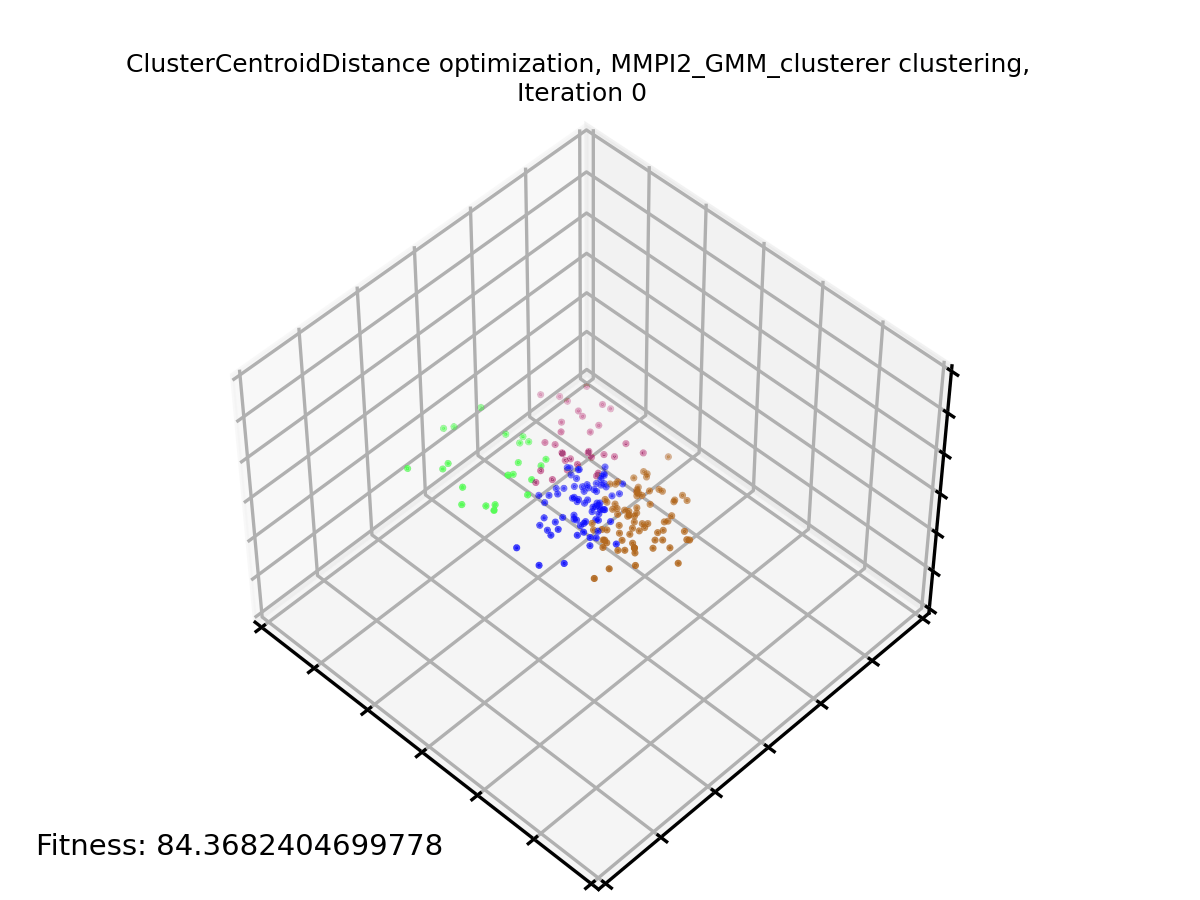 ClusterCentroidDistance optimization, MMPI2_GMM_clusterer clustering,
Iteration 0
Fitness: 84.3682404699778